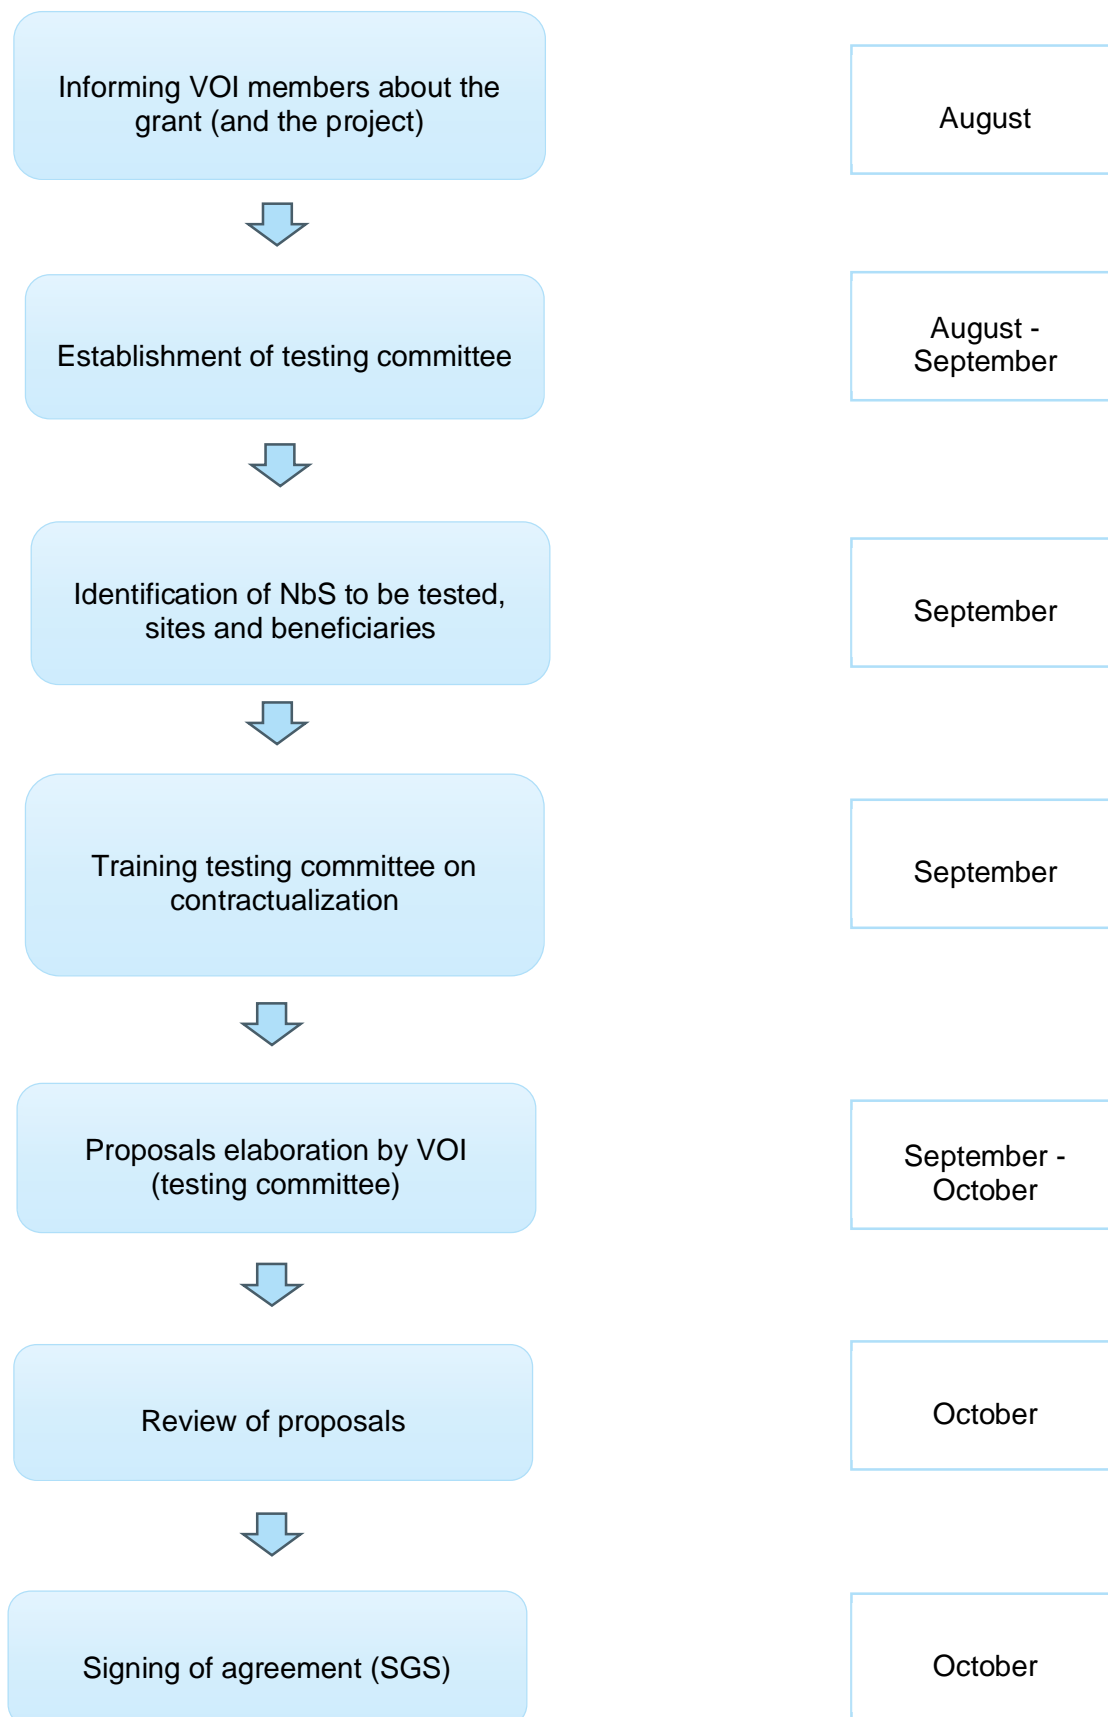 Informing VOI members about the
grant (and the project)
August
Establishment of testing committee
August -
September
Identification of NbS to be tested,
sites and beneficiaries
September
Training testing committee on
contractualization
September
Proposals elaboration by VOI
(testing committee)
September -
October
Review of proposals
October
Signing of agreement (SGS)
October